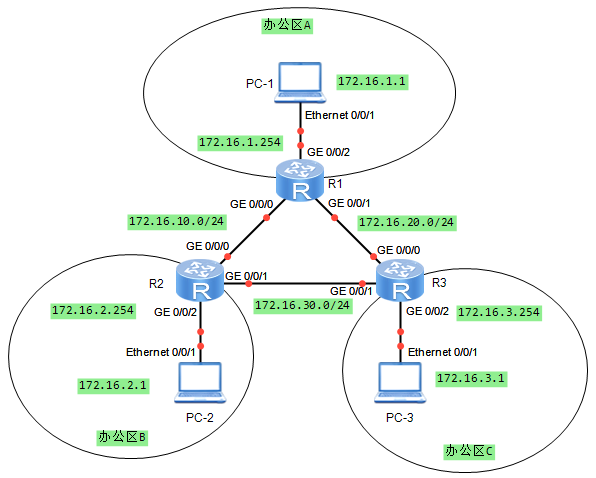 办公区A
PC-1
172.16.1.1
Ethernet 0/0/1
172.16.1.254
GE 0/0/2
R
R1
GE 0/0/0
GE 0/0/1
172.16.10.0/24
172.16.20.0/24
GE 0/0/0
GE 0/0/0
R2
R
GE 0/0/1
GE 0/0/1
R
R3
172.16.30.0/24
172.16.2.254
GE 0/0/2
GE 0/0/2
172.16.3.254
Ethernet 0/0/1
Ethernet 0/0/1
172.16.2.1
172.16.3.1
PC-2
PC-3
办公区B
办公区C